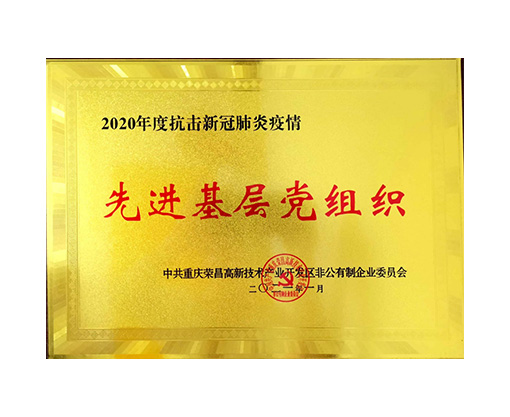 2020年度抗击新冠肺炎疫情
先进基层党组织
中共重庆荣昌高新技术产业开发区非公有制企业委员会
二〇二一年一月